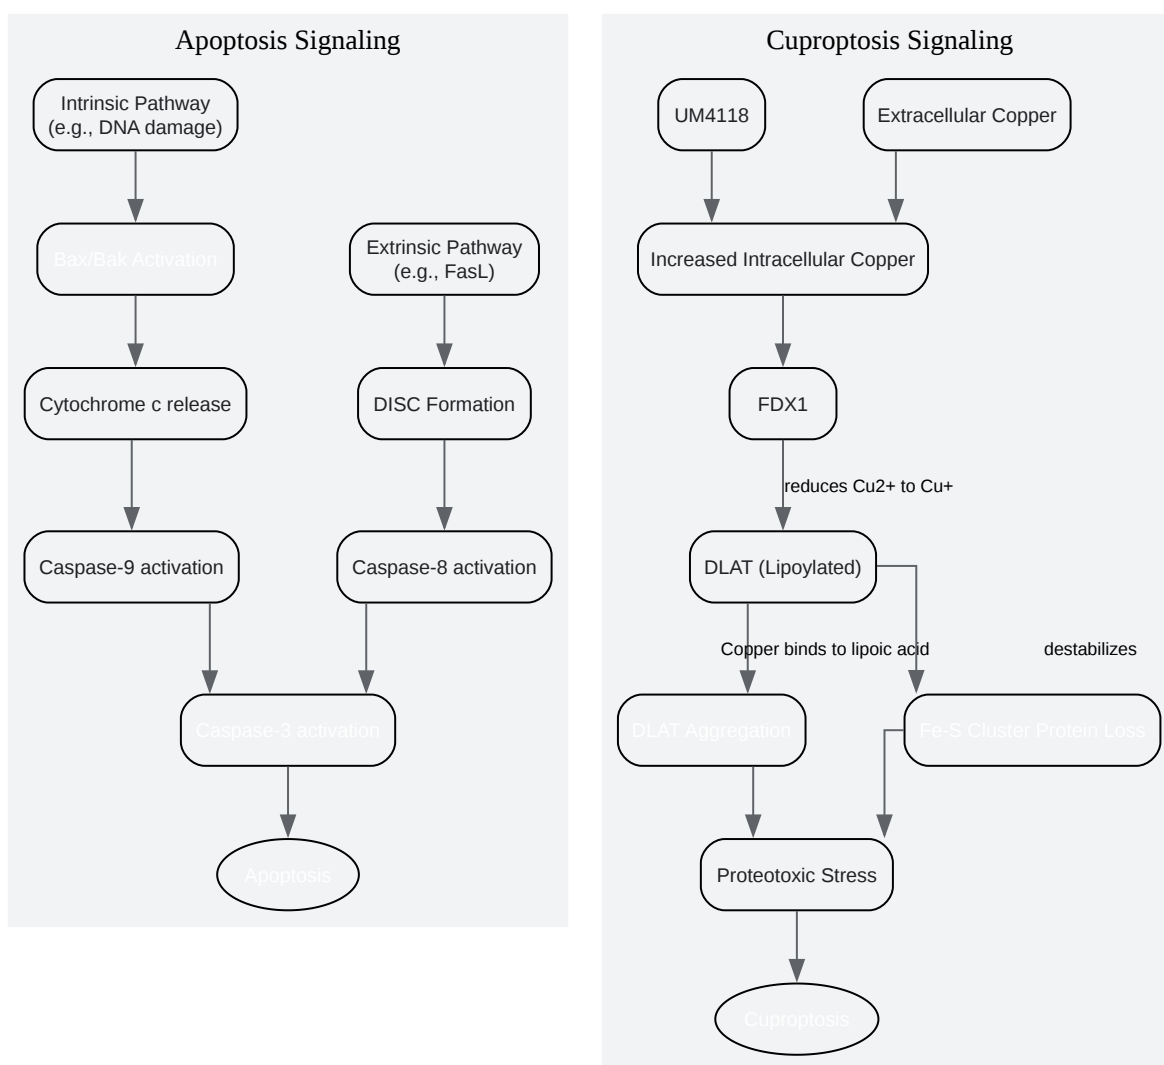 Apoptosis Signaling
Intrinsic Pathway
(e.g., DNA damage)
Bax/Bak Activation
Extrinsic Pathway
(e.g., FasL)
Cytochrome c release
DISC Formation
Caspase-9 activation
Caspase-8 activation
Caspase-3 activation
Apoptosis
Cuproptosis Signaling
UM4118
Extracellular Copper
Increased Intracellular Copper
FDX1
reduces Cu2+ to Cu+
DLAT (Lipoylated)
Copper binds to lipoic acid
destabilizes
DLAT Aggregation
Fe-S Cluster Protein Loss
Proteotoxic Stress
Cuproptosis